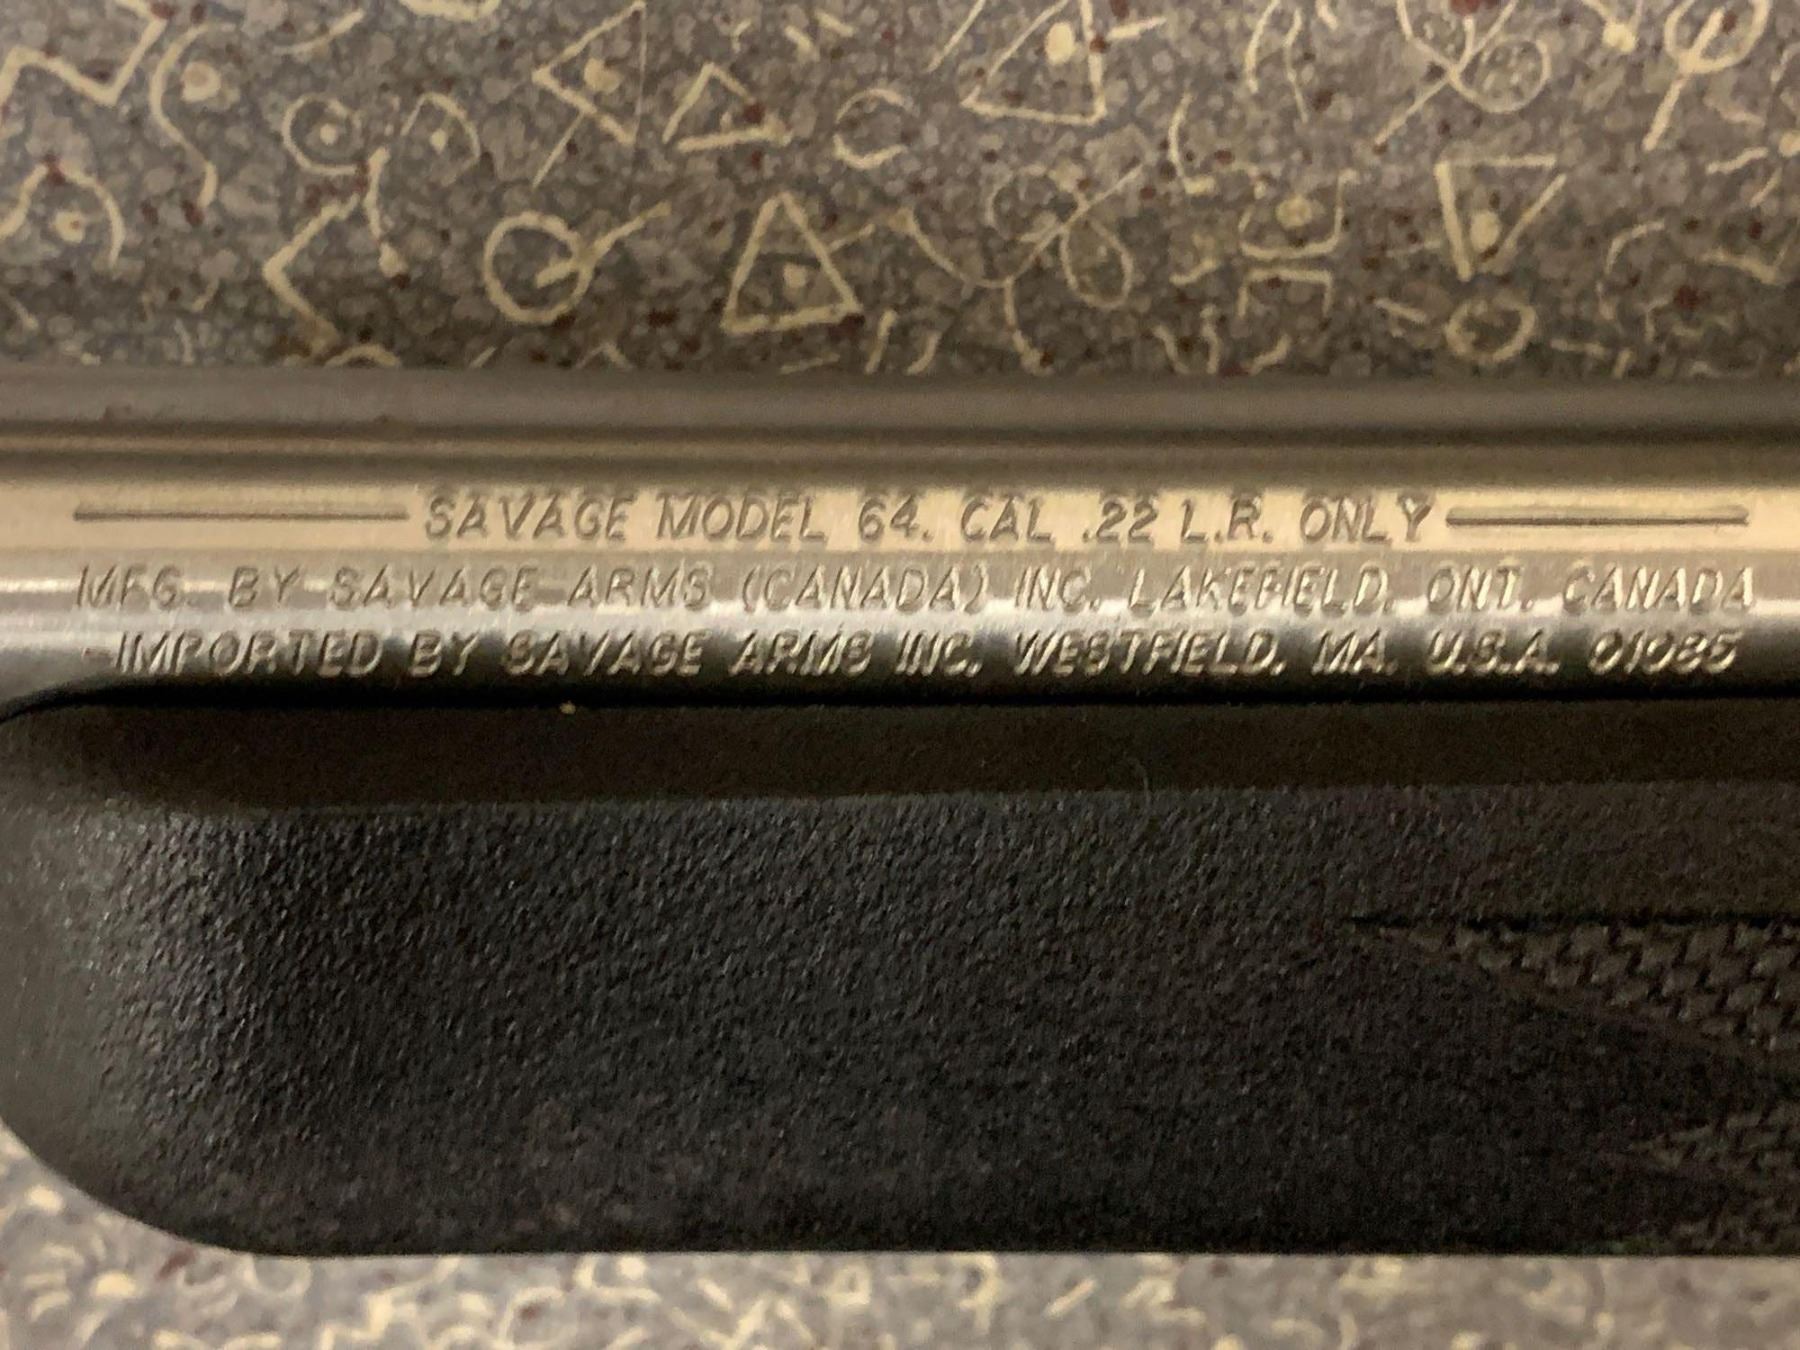 SAVAGE MODEL 64. CAL .22 L.R. ONLY
MFG. BY SAVAGE ARMS (CANADA) INC. LAKEFIELD, ONT. CANADA
IMPORTED BY SAVAGE ARMS INC. WESTFIELD, MA. U.S.A. 01085